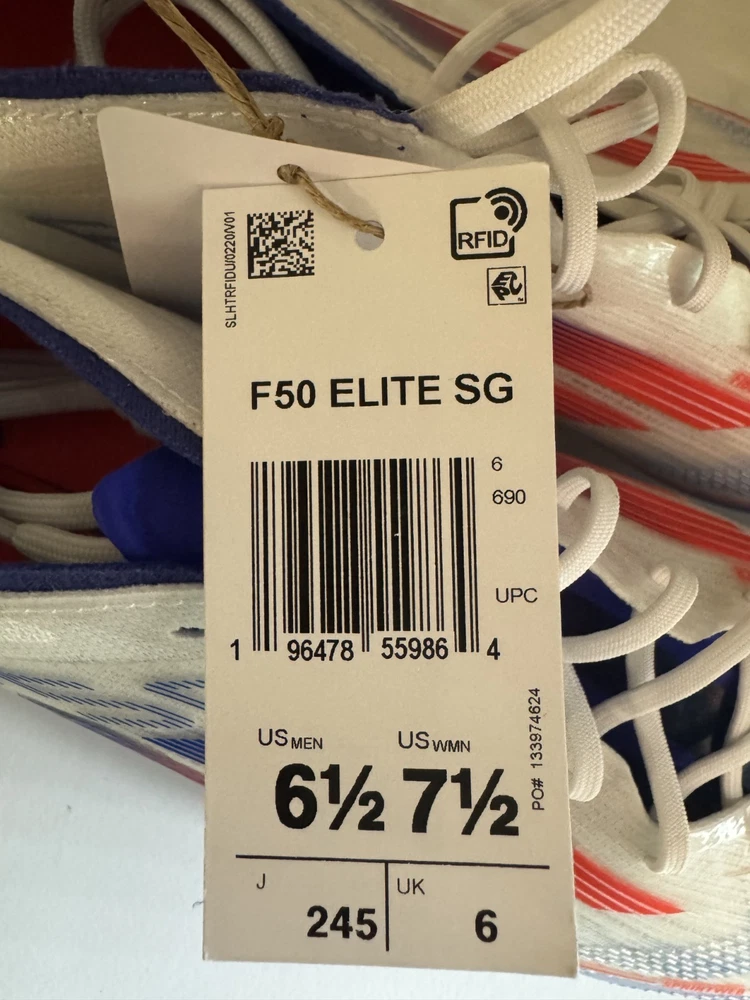 SLHTRFIDU/0220/V01
RFID
EPC
F50 ELITE SG
6
690
UPC
1 96478 55986 4
US MEN US WMN
6½ 7½
PO# 133974624
J UK
245 6